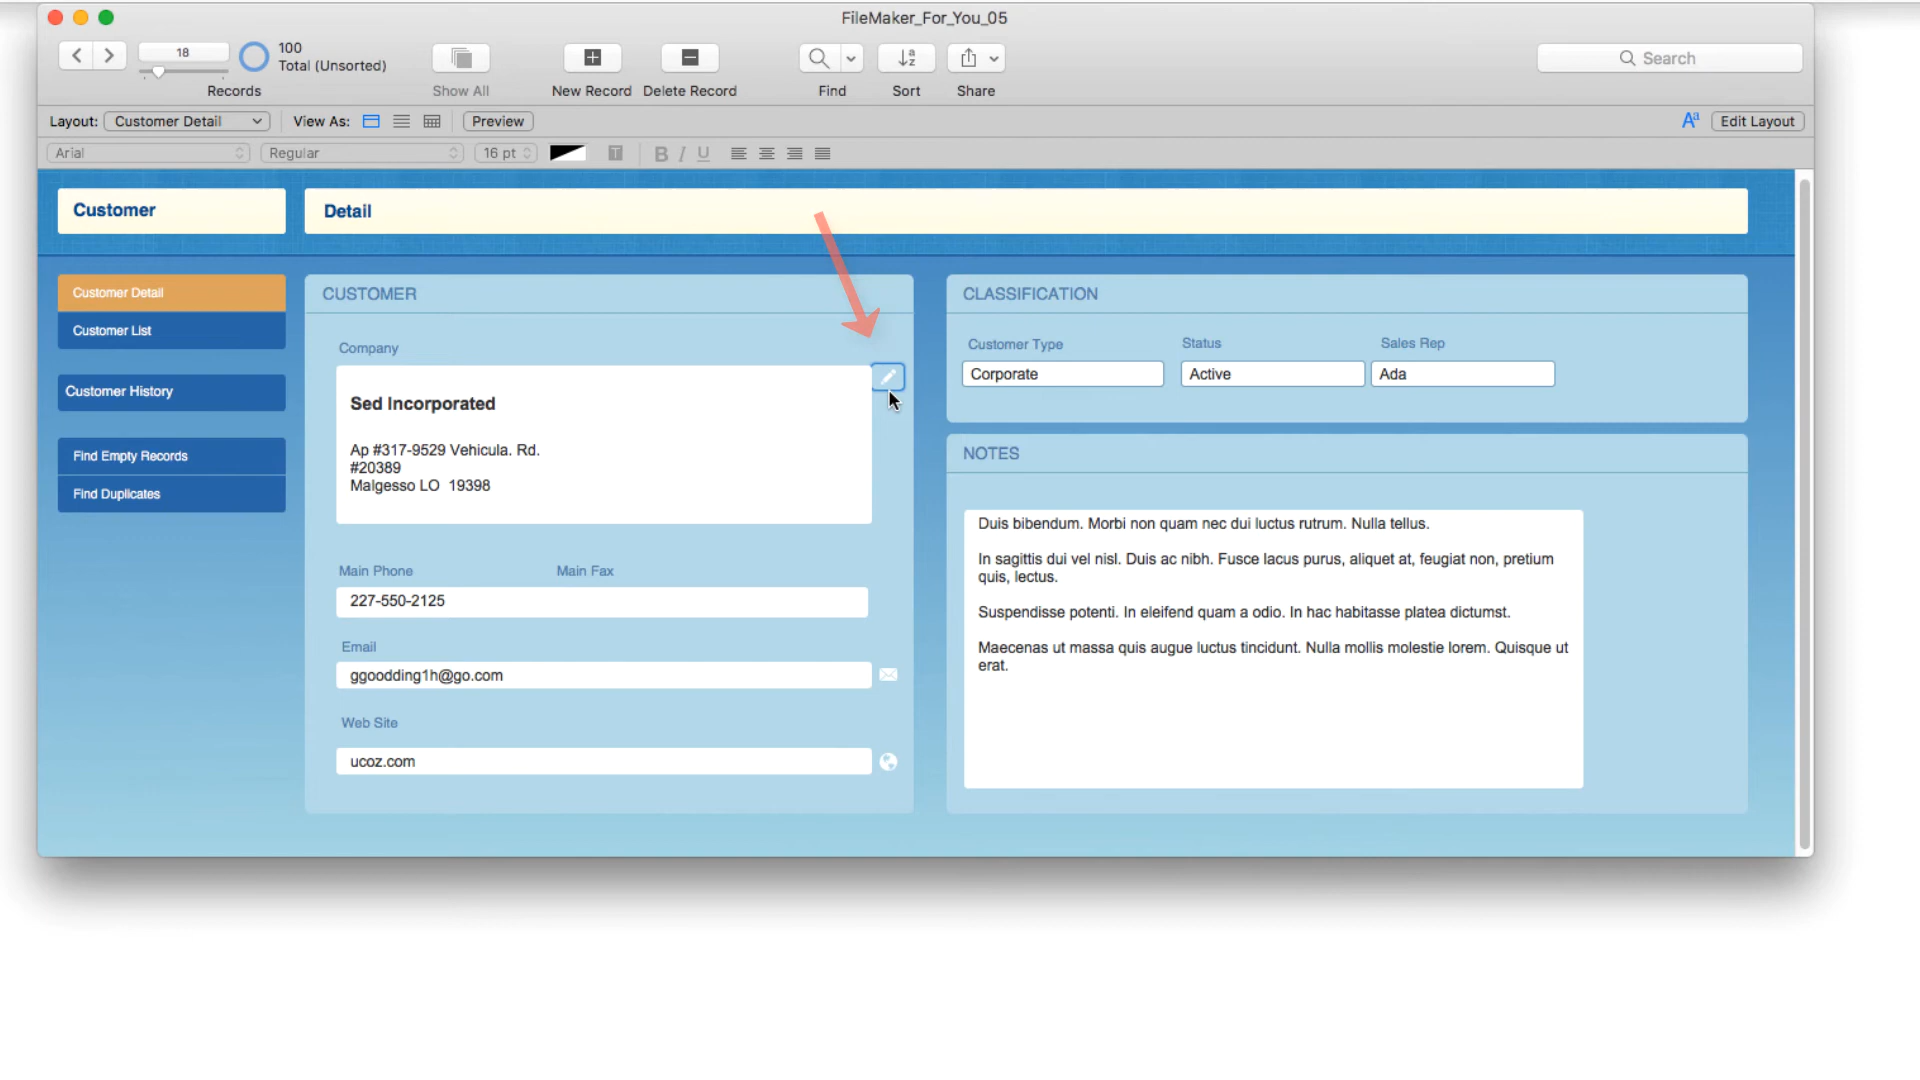 FileMaker_For_You_05
18
100
Total (Unsorted)
Records
Show All
New Record
Delete Record
Find
Sort
Share
Search
Layout:
Customer Detail
View As:
Preview
Aa
Edit Layout
Arial
Regular
16 pt
T
B
I
U
Customer
Detail
Customer Detail
Customer List
Customer History
Find Empty Records
Find Duplicates
CUSTOMER
Company
Sed Incorporated
Ap #317-9529 Vehicula. Rd.
#20389
Malgesso LO  19398
Main Phone
Main Fax
227-550-2125
Email
ggoodding1h@go.com
Web Site
ucoz.com
CLASSIFICATION
Customer Type
Status
Sales Rep
Corporate
Active
Ada
NOTES
Duis bibendum. Morbi non quam nec dui luctus rutrum. Nulla tellus.
In sagittis dui vel nisl. Duis ac nibh. Fusce lacus purus, aliquet at, feugiat non, pretium
quis, lectus.
Suspendisse potenti. In eleifend quam a odio. In hac habitasse platea dictumst.
Maecenas ut massa quis augue luctus tincidunt. Nulla mollis molestie lorem. Quisque ut
erat.